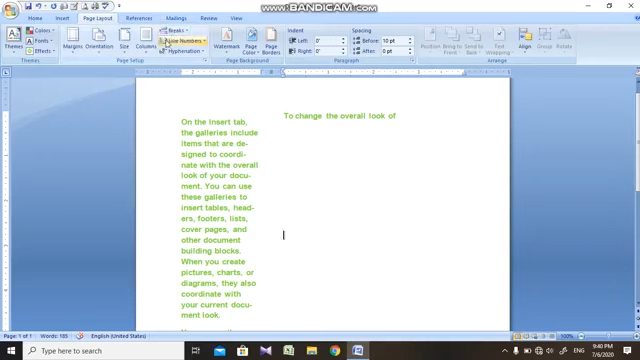 WWW.BANDICAM.COM
Home Insert Page Layout References Mailings Review View
Themes Colors Fonts Effects Margins Orientation Size Columns Breaks Line Numbers Hyphenation Watermark Page Color Page Borders Indent Left: 0" Right: 0" Spacing Before: 10 pt After: 0 pt Position Bring to Front Send to Back Text Wrapping Align Group Rotate
Themes Page Setup Page Background Paragraph Arrange
On the Insert tab,
the galleries include
items that are de-
signed to coordi-
nate with the overall
look of your docu-
ment. You can use
these galleries to
insert tables, head-
ers, footers, lists,
cover pages, and
other document
building blocks.
When you create
pictures, charts, or
diagrams, they also
coordinate with
your current docu-
ment look.
To change the overall look of
Page: 1 of 1 Words: 185 English (United States) 100%
Type here to search
ENG 9:40 PM
7/6/2020